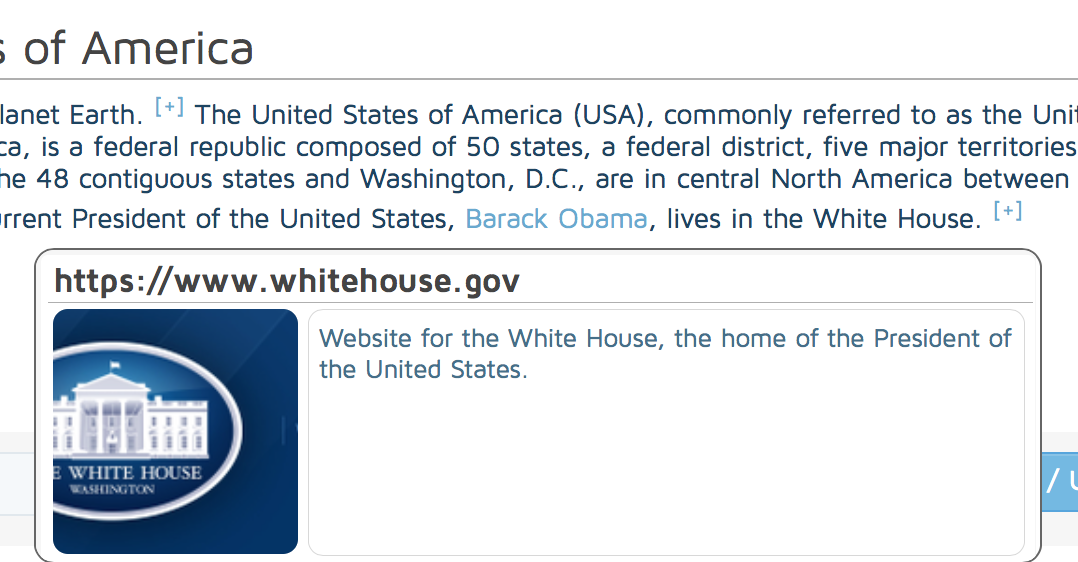 s of America
lanet Earth. [+] The United States of America (USA), commonly referred to as the Unit
ca, is a federal republic composed of 50 states, a federal district, five major territories
he 48 contiguous states and Washington, D.C., are in central North America between
urrent President of the United States, Barack Obama, lives in the White House. [+]
https://www.whitehouse.gov
Website for the White House, the home of the President of
the United States.
E WHITE HOUSE
WASHINGTON
/ U